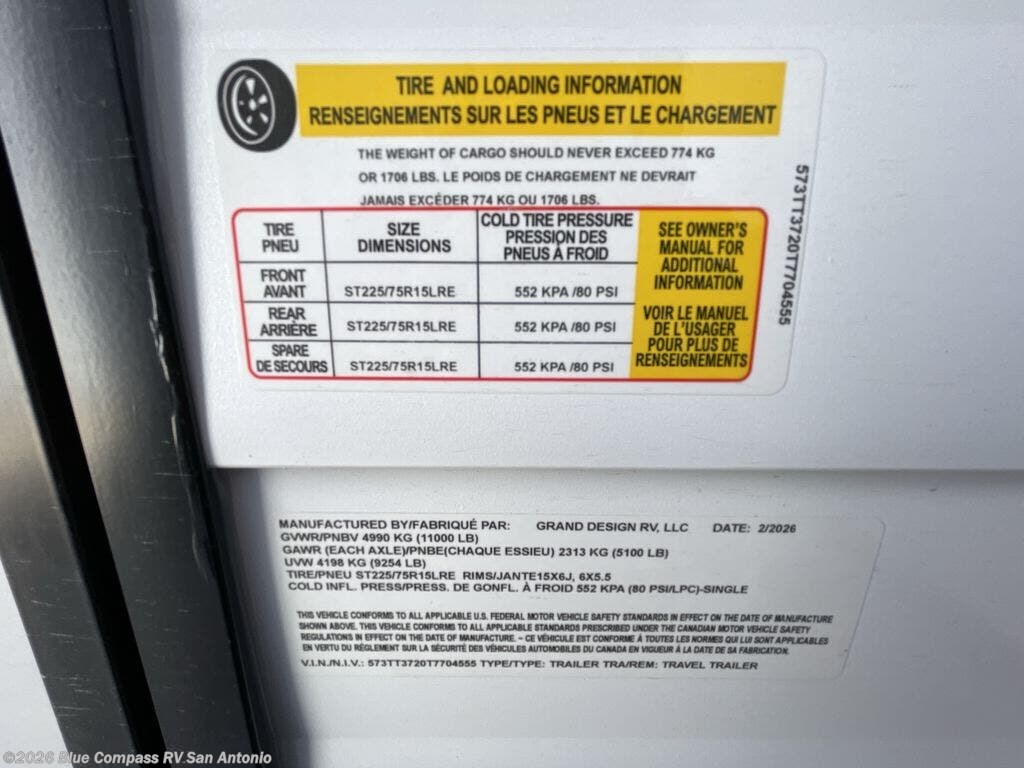 TIRE AND LOADING INFORMATION
RENSEIGNEMENTS SUR LES PNEUS ET LE CHARGEMENT
THE WEIGHT OF CARGO SHOULD NEVER EXCEED 774 KG
OR 1706 LBS. LE POIDS DE CHARGEMENT NE DEVRAIT
JAMAIS EXCÉDER 774 KG OU 1706 LBS.
TIRE
PNEU
SIZE
DIMENSIONS
COLD TIRE PRESSURE
PRESSION DES
PNEUS À FROID
FRONT
AVANT
ST225/75R15LRE
552 KPA /80 PSI
REAR
ARRIÈRE
ST225/75R15LRE
552 KPA /80 PSI
SPARE
DE SECOURS
ST225/75R15LRE
552 KPA /80 PSI
SEE OWNER'S
MANUAL FOR
ADDITIONAL
INFORMATION
VOIR LE MANUEL
DE L'USAGER
POUR PLUS DE
RENSEIGNEMENTS
573TT3720T7704555
MANUFACTURED BY/FABRIQUÉ PAR: GRAND DESIGN RV, LLC DATE: 2/2026
GVWR/PNBV 4990 KG (11000 LB)
GAWR (EACH AXLE)/PNBE(CHAQUE ESSIEU) 2313 KG (5100 LB)
UVW 4198 KG (9254 LB)
TIRE/PNEU ST225/75R15LRE RIMS/JANTE15X6J, 6X5.5
COLD INFL. PRESS/PRESS. DE GONFL. À FROID 552 KPA (80 PSI/LPC)-SINGLE
THIS VEHICLE CONFORMS TO ALL APPLICABLE U.S. FEDERAL MOTOR VEHICLE SAFETY STANDARDS IN EFFECT ON THE DATE OF MANUFACTURE
SHOWN ABOVE. THIS VEHICLE CONFORMS TO ALL APPLICABLE STANDARDS PRESCRIBED UNDER THE CANADIAN MOTOR VEHICLE SAFETY
REGULATIONS IN EFFECT ON THE DATE OF MANUFACTURE. - CE VÉHICULE EST CONFORME À TOUTES LES NORMES QUI LUI SONT APPLICABLES
EN VERTU DU RÈGLEMENT SUR LA SÉCURITÉ DES VÉHICULES AUTOMOBILES DU CANADA EN VIGUEUR À LA DATE DE SA FABRICATION.
V.I.N./N.I.V.: 573TT3720T7704555 TYPE/TYPE: TRAILER TRA/REM: TRAVEL TRAILER
©2026 Blue Compass RV San Antonio